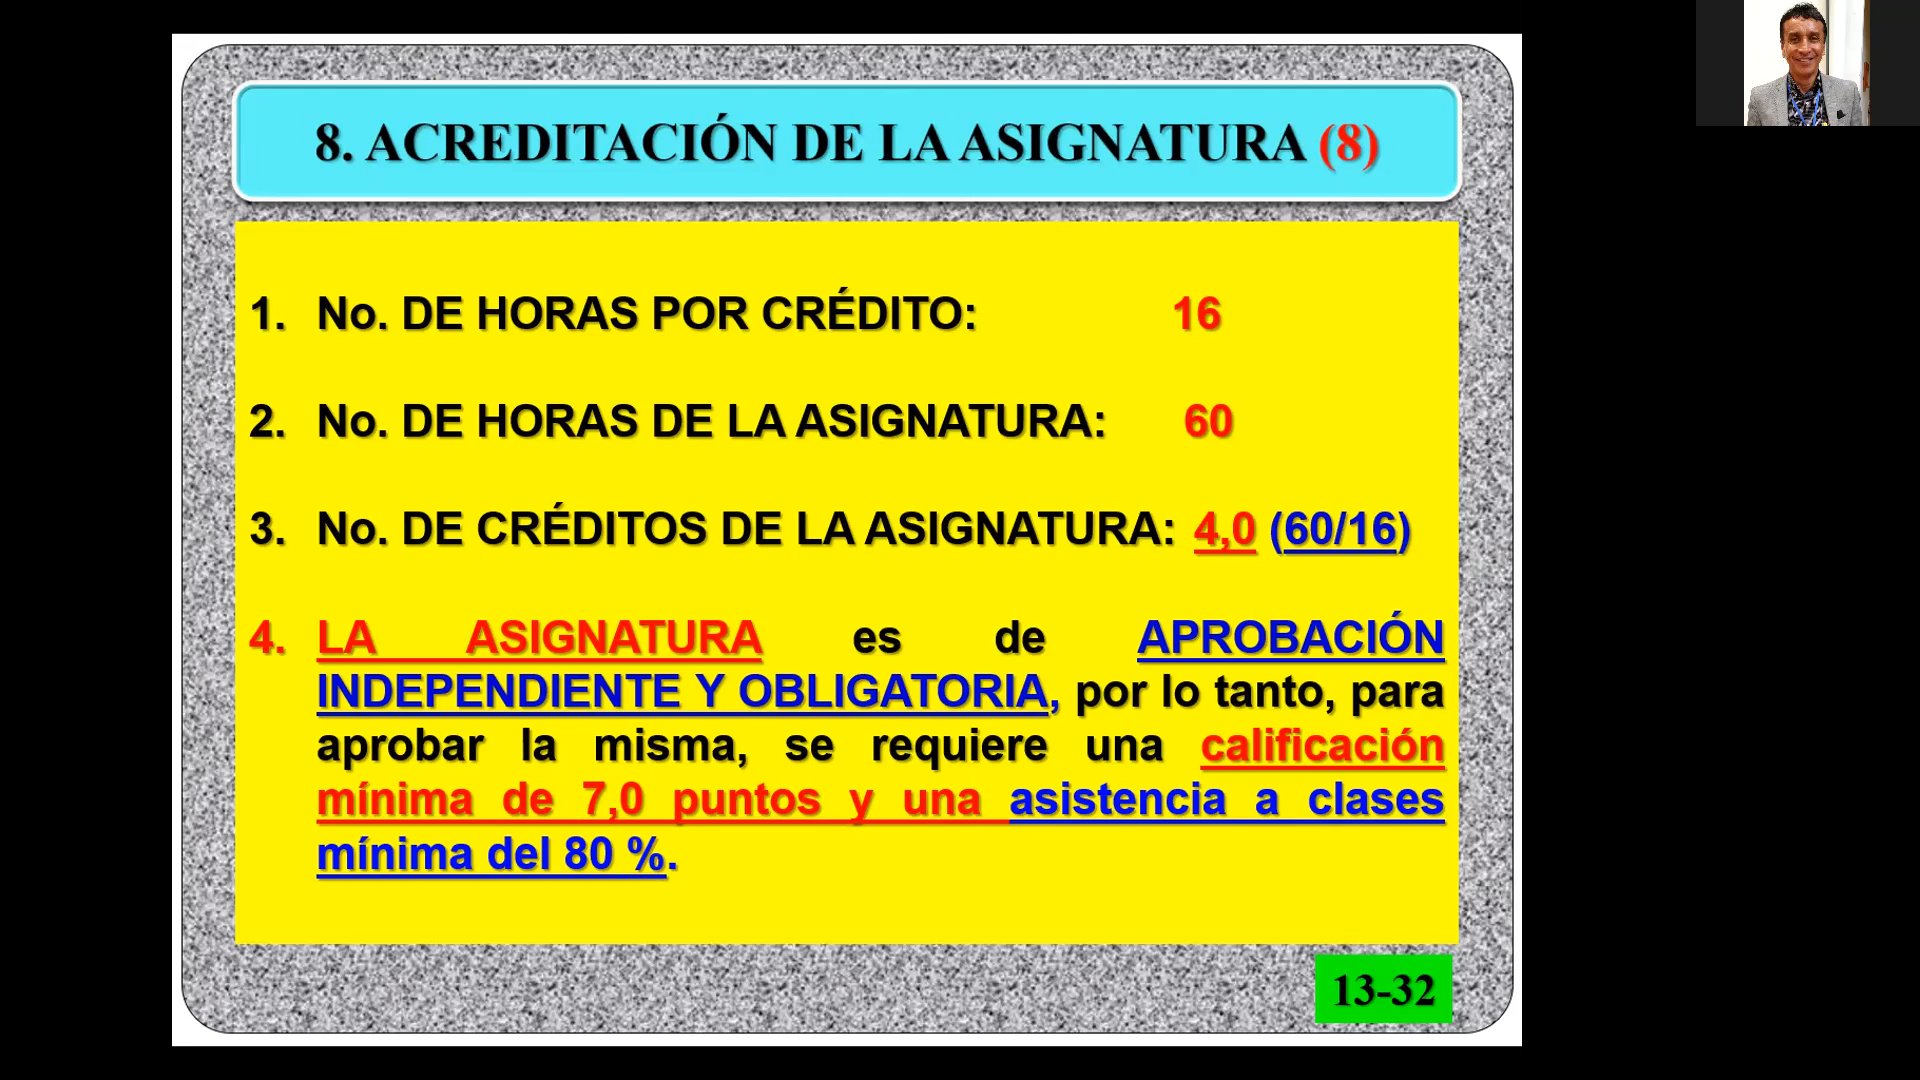 8. ACREDITACIÓN DE LA ASIGNATURA (8)
1. No. DE HORAS POR CRÉDITO: 16
2. No. DE HORAS DE LA ASIGNATURA: 60
3. No. DE CRÉDITOS DE LA ASIGNATURA: 4,0 (60/16)
4. LA ASIGNATURA es de APROBACIÓN
INDEPENDIENTE Y OBLIGATORIA, por lo tanto, para
aprobar la misma, se requiere una calificación
mínima de 7,0 puntos y una asistencia a clases
mínima del 80 %.
13-32